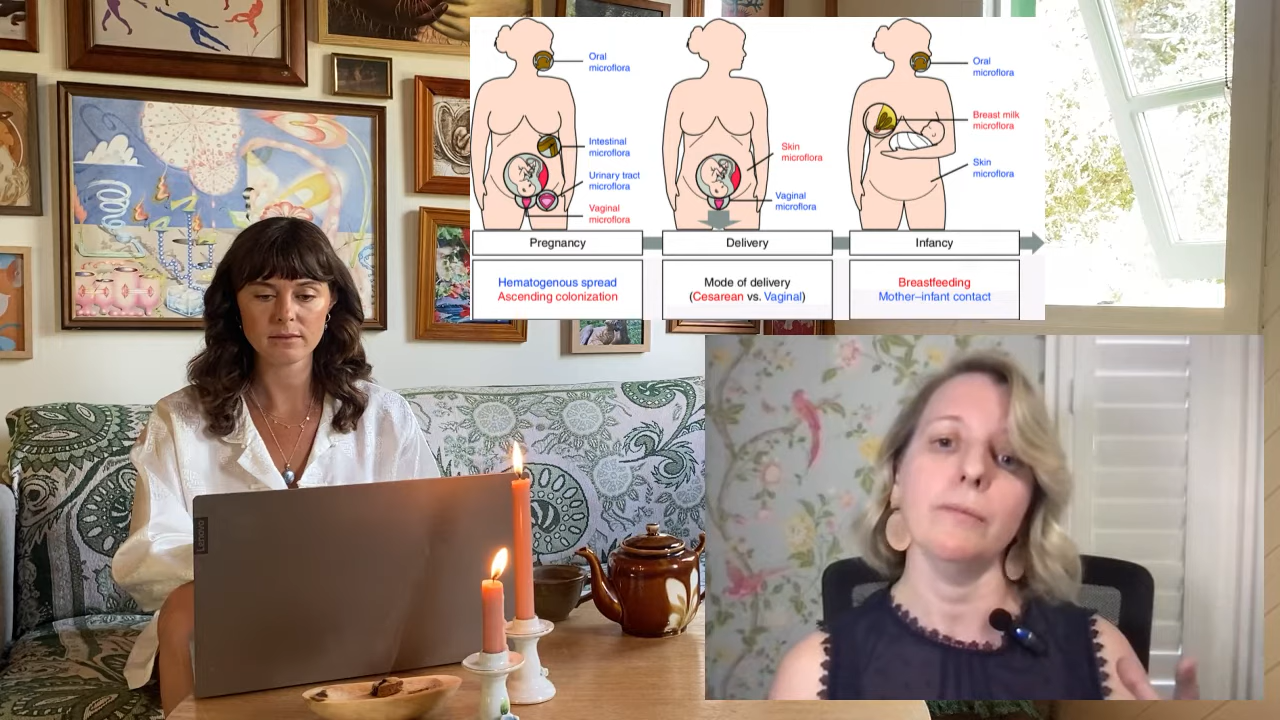 Oral
microflora
Intestinal
microflora
Urinary tract
microflora
Vaginal
microflora
Pregnancy
Hematogenous spread
Ascending colonization
Skin
microflora
Vaginal
microflora
Delivery
Mode of delivery
(Cesarean vs. Vaginal)
Oral
microflora
Breast milk
microflora
Skin
microflora
Infancy
Breastfeeding
Mother–infant contact
Lenovo